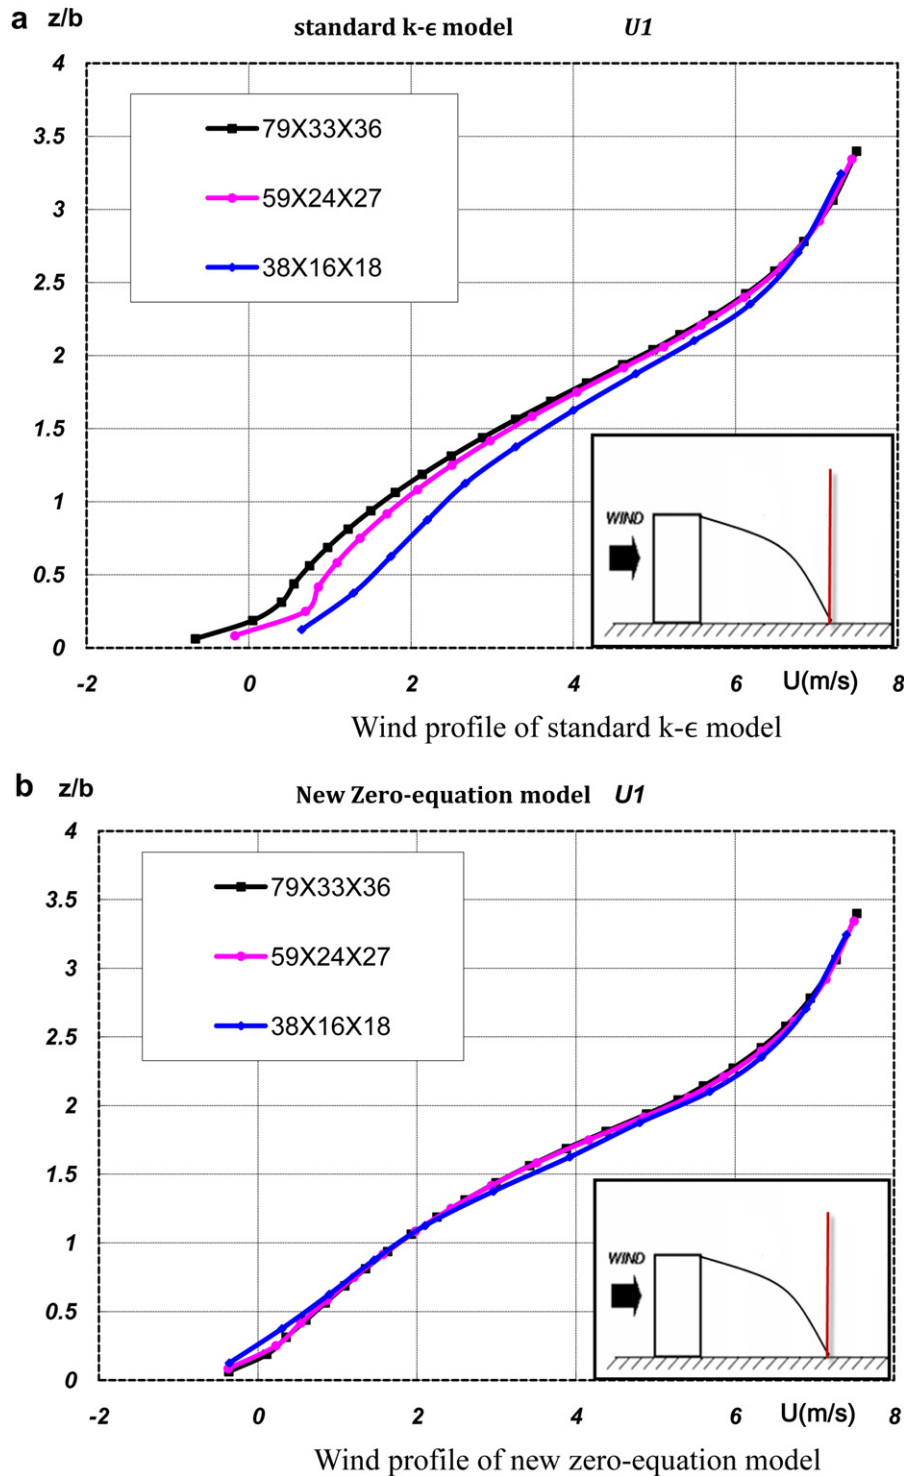 a z/b standard k-ϵ model U1
4
3.5
3
2.5
2
1.5
1
0.5
0
79X33X36
59X24X27
38X16X18
WIND
-2 0 2 4 6 U(m/s) 8
Wind profile of standard k-ϵ model
b z/b New Zero-equation model U1
4
3.5
3
2.5
2
1.5
1
0.5
0
79X33X36
59X24X27
38X16X18
WIND
-2 0 2 4 6 U(m/s) 8
Wind profile of new zero-equation model